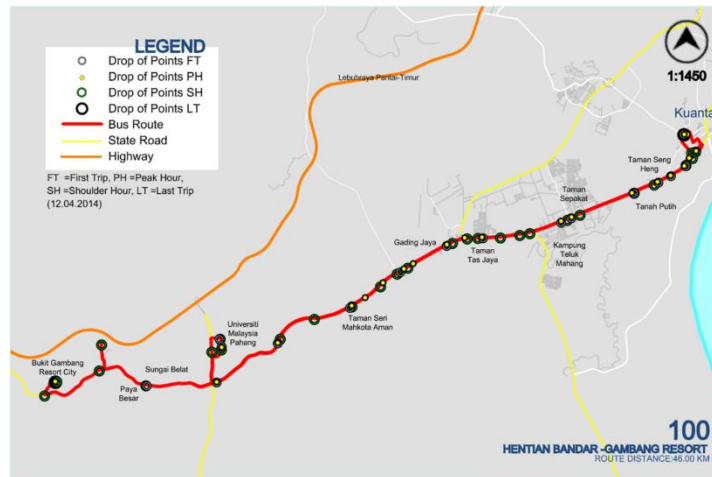 LEGEND
Drop of Points FT
Drop of Points PH
Drop of Points SH
Drop of Points LT
Bus Route
State Road
Highway
FT =First Trip, PH =Peak Hour,
SH =Shoulder Hour, LT =Last Trip
(12.04.2014)
Lebuhraya Pantai-Timur
1:1450
Kuanta
Taman Seng
Heng
Tanah Putih
Taman
Sepakat
Kampung
Teluk
Mahang
Gading Jaya
Taman
Tas Jaya
Taman Seri
Mahkota Aman
Universiti
Malaysia
Pahang
Sungai Belat
Bukit Gambang
Resort City
Paya
Besar
100
HENTIAN BANDAR -GAMBANG RESORT
ROUTE DISTANCE:46.00 KM